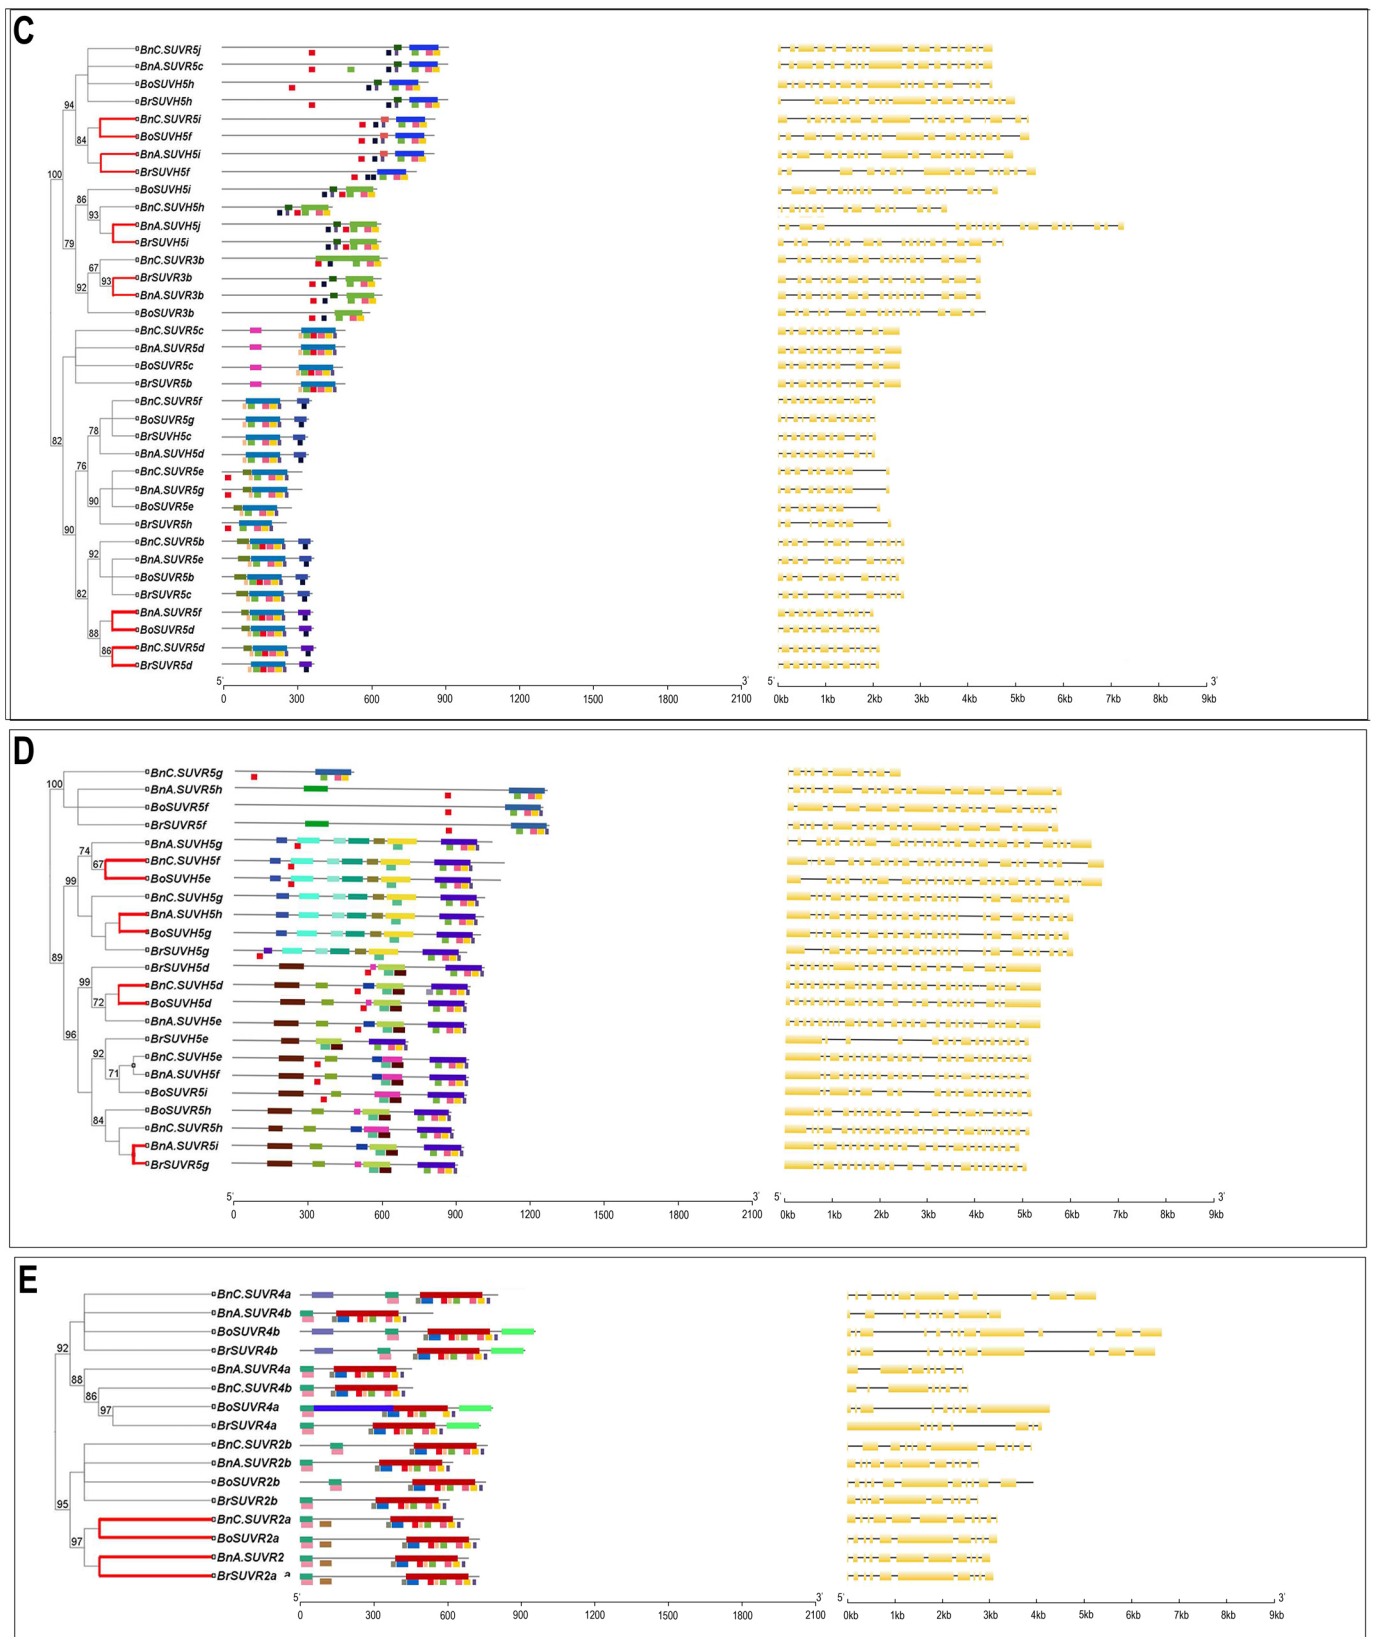 C
BnC.SUVR5j
BnA.SUVR5c
BoSUVH5h
94
BrSUVH5h
BnC.SUVR5i
BoSUVH5f
84
BnA.SUVH5i
BrSUVH5f
100
BoSUVH5i
86
BnC.SUVH5h
93
BnA.SUVH5j
BrSUVH5i
79
BnC.SUVR3b
67
BrSUVR3b
93
92
BnA.SUVR3b
BoSUVR3b
BnC.SUVR5c
BnA.SUVR5d
BoSUVR5c
BrSUVR5b
BnC.SUVR5f
BoSUVR5g
78
BrSUVH5c
82
BnA.SUVH5d
76
BnC.SUVR5e
BnA.SUVR5g
90
BoSUVR5e
BrSUVR5h
90
BnC.SUVR5b
92
BnA.SUVR5e
BoSUVR5b
82
BrSUVR5c
BnA.SUVR5f
BoSUVR5d
88
BnC.SUVR5d
86
BrSUVR5d
5' 3' 5' 3'
0 300 600 900 1200 1500 1800 2100 0kb 1kb 2kb 3kb 4kb 5kb 6kb 7kb 8kb 9kb
D
BnC.SUVR5g
100
BnA.SUVR5h
BoSUVR5f
BrSUVR5f
BnA.SUVH5g
74
BnC.SUVH5f
67
BoSUVH5e
99
BnC.SUVH5g
BnA.SUVH5h
BoSUVH5g
BrSUVH5g
89
BrSUVH5d
99
BnC.SUVH5d
72
BoSUVH5d
BnA.SUVH5e
96
BrSUVH5e
92
BnC.SUVH5e
71
BnA.SUVH5f
BoSUVR5i
BoSUVR5h
84
BnC.SUVR5h
BnA.SUVR5i
BrSUVR5g
5' 3' 5' 3'
0 300 600 900 1200 1500 1800 2100 0kb 1kb 2kb 3kb 4kb 5kb 6kb 7kb 8kb 9kb
E
BnC.SUVR4a
BnA.SUVR4b
BoSUVR4b
92
BrSUVR4b
BnA.SUVR4a
88
BnC.SUVR4b
86
BoSUVR4a
97
BrSUVR4a
BnC.SUVR2b
BnA.SUVR2b
BoSUVR2b
BrSUVR2b
95
BnC.SUVR2a
BoSUVR2a
97
BnA.SUVR2
BrSUVR2a a
5' 3' 5' 3'
0 300 600 900 1200 1500 1800 2100 0kb 1kb 2kb 3kb 4kb 5kb 6kb 7kb 8kb 9kb